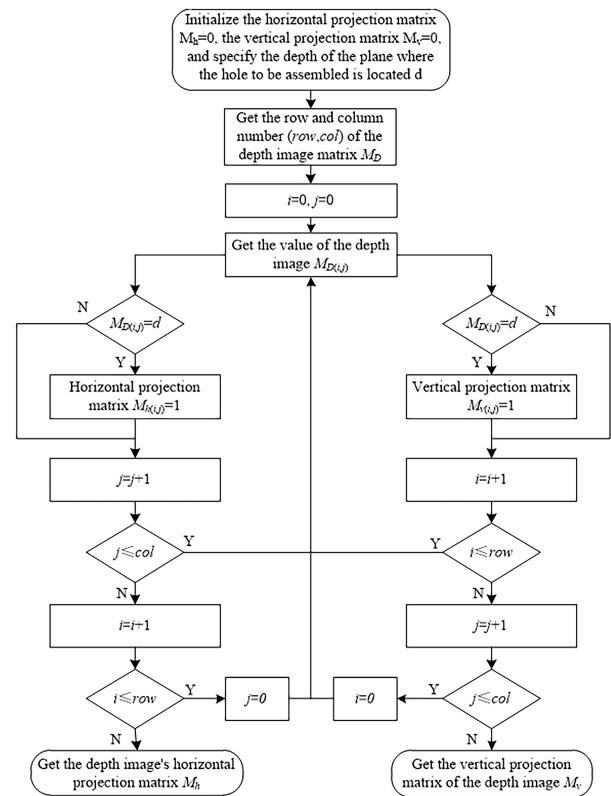 Initialize the horizontal projection matrix
Mh=0, the vertical projection matrix Mv=0,
and specify the depth of the plane where
the hole to be assembled is located d
Get the row and column
number (row,col) of the
depth image matrix MD
i=0, j=0
Get the value of the depth
image MD(i,j)
N
MD(i,j)=d
Y
Horizontal projection
matrix Mh(i,j)=1
j=j+1
j≤col
Y
N
i=i+1
i≤row
Y
j=0
N
Get the depth image's horizontal
projection matrix Mh
MD(i,j)=d
N
Y
Vertical projection matrix
Mv(i,j)=1
i=i+1
Y
i≤row
N
j=j+1
i=0
Y
j≤col
N
Get the vertical projection
matrix of the depth image Mv